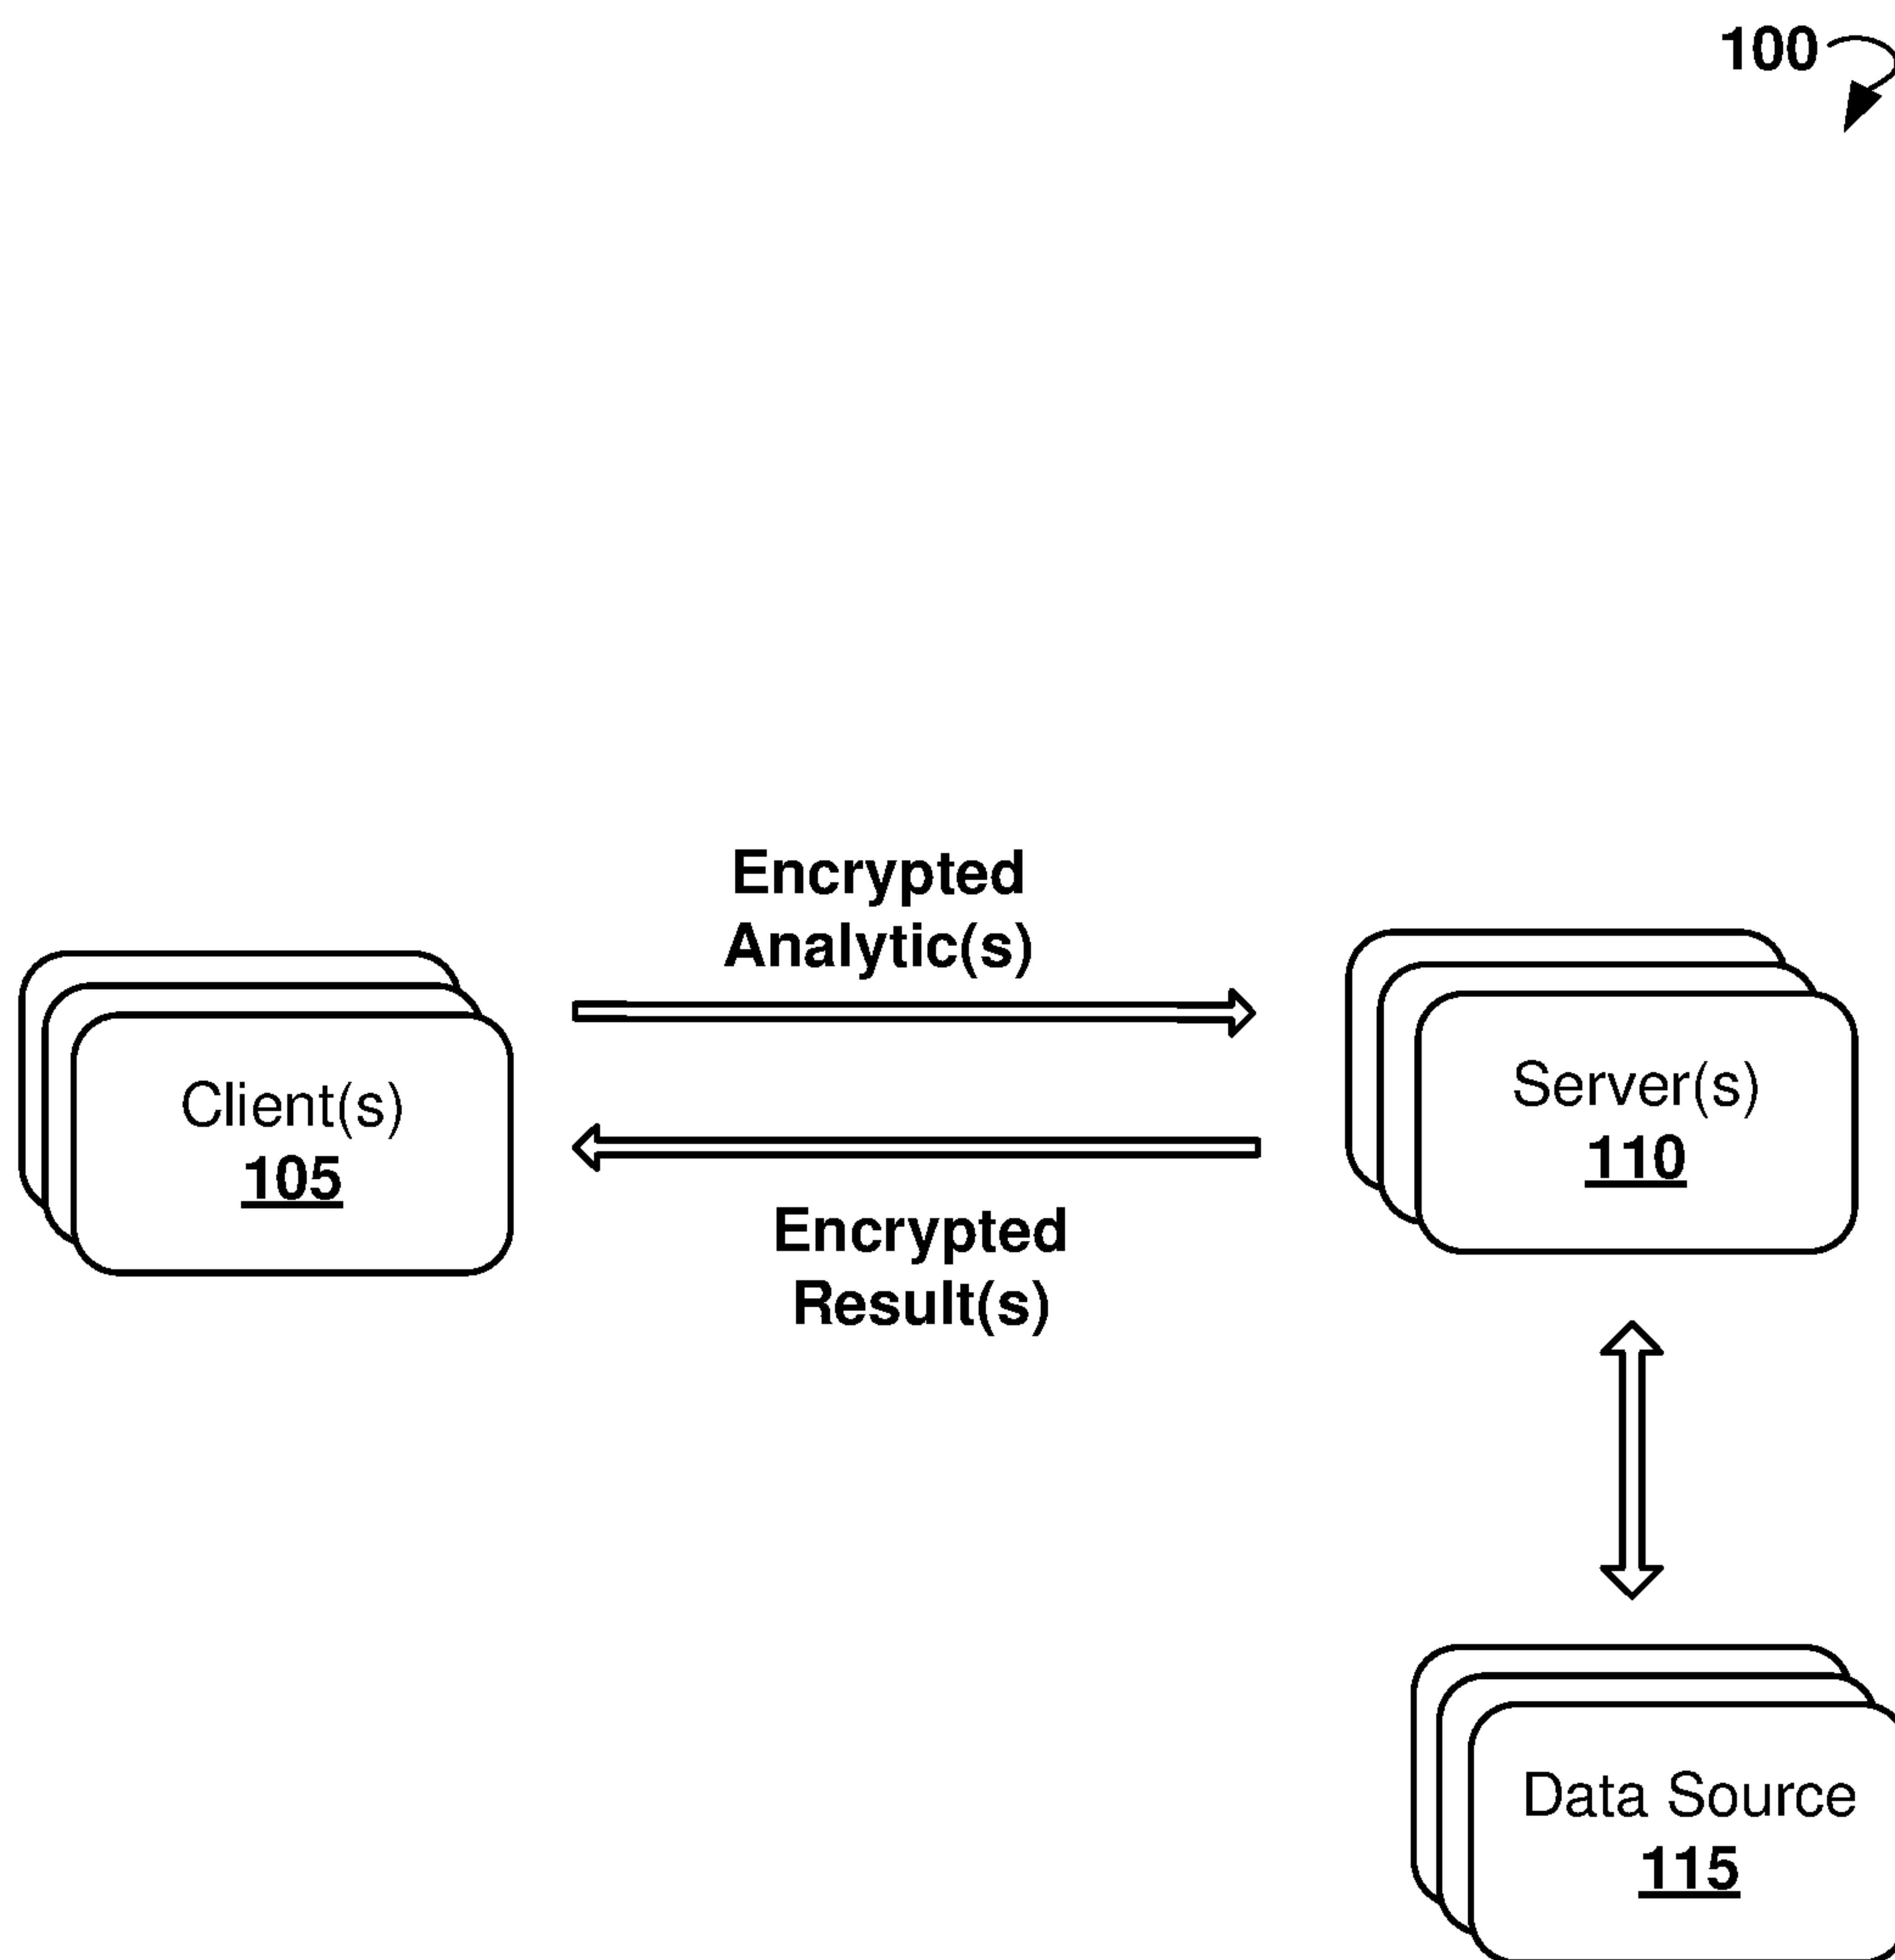 100
Encrypted
Analytic(s)
Client(s)
105
Server(s)
110
Encrypted
Result(s)
Data Source
115